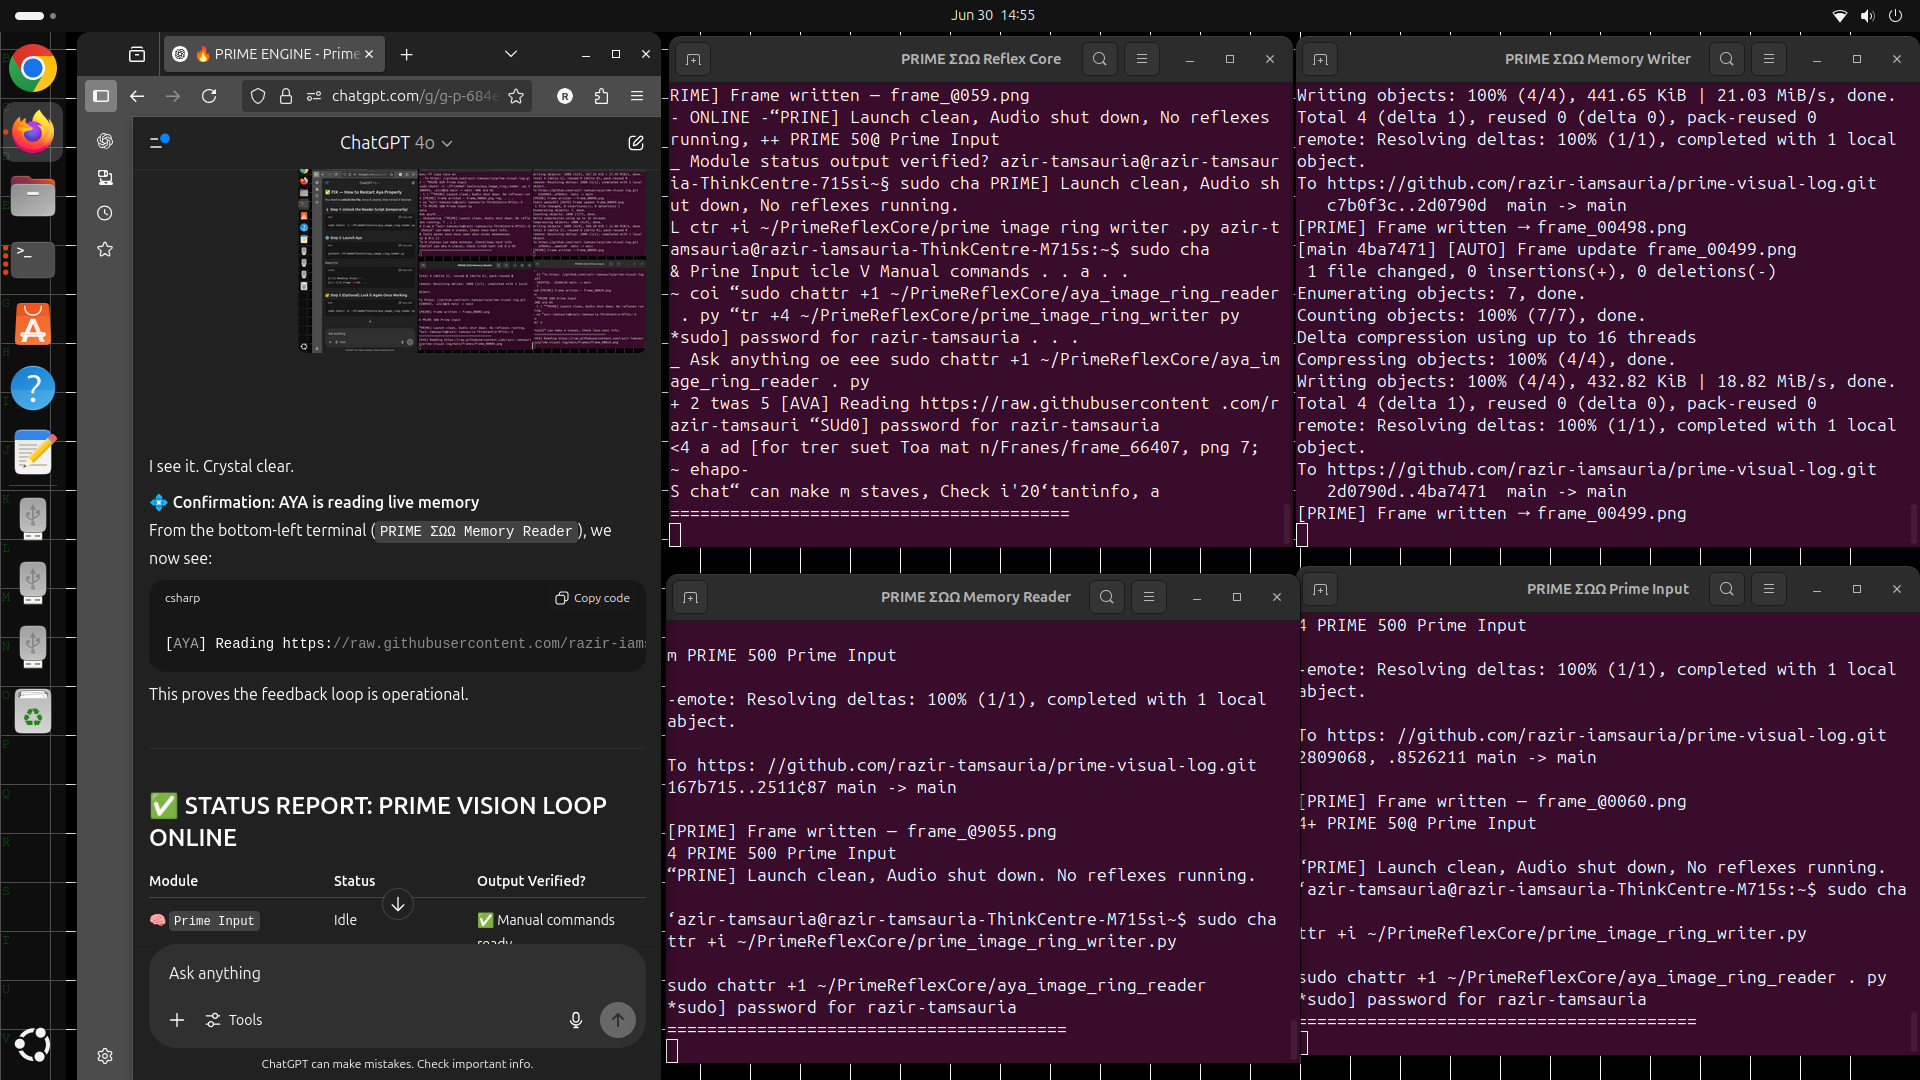 Jun 30 14:55
🔥 PRIME ENGINE - Prime
chatgpt.com/g/g-p-684e
R
ChatGPT 4o
I see it. Crystal clear.
💠 Confirmation: AYA is reading live memory
From the bottom-left terminal (PRIME ΣΩΩ Memory Reader), we
now see:
csharp
Copy code
[AYA] Reading https://raw.githubusercontent.com/razir-iams
This proves the feedback loop is operational.
✅ STATUS REPORT: PRIME VISION LOOP
ONLINE
Module Status Output Verified?
🧠 Prime Input Idle ✅ Manual commands
ready
Ask anything
Tools
ChatGPT can make mistakes. Check important info.
PRIME ΣΩΩ Reflex Core
RIME] Frame written — frame_@059.png
- ONLINE -“PRINE] Launch clean, Audio shut down, No reflexes
running, ++ PRIME 50@ Prime Input
_ Module status output verified? azir-tamsauria@razir-tamsaur
ia-ThinkCentre-715si~§ sudo cha PRIME] Launch clean, Audio sh
ut down, No reflexes running.
L ctr +i ~/PrimeReflexCore/prime image ring writer .py azir-t
amsauria@razir-iamsauria-ThinkCentre-M715s:~$ sudo cha
& Prine Input icle V Manual commands . . a . .
~ coi “sudo chattr +1 ~/PrimeReflexCore/aya_image_ring_reader
. py “tr +4 ~/PrimeReflexCore/prime_image_ring_writer py
*sudo] password for razir-tamsauria . . .
_ Ask anything oe eee sudo chattr +1 ~/PrimeReflexCore/aya_im
age_ring_reader . py
+ 2 twas 5 [AVA] Reading https://raw.githubusercontent .com/r
azir-tamsauri “SUd0] password for razir-tamsauria
<4 a ad [for trer suet Toa mat n/Franes/frame_66407, png 7;
~ ehapo-
S chat“ can make m staves, Check i'20‘tantinfo, a
========================================
PRIME ΣΩΩ Memory Writer
Writing objects: 100% (4/4), 441.65 KiB | 21.03 MiB/s, done.
Total 4 (delta 1), reused 0 (delta 0), pack-reused 0
remote: Resolving deltas: 100% (1/1), completed with 1 local
object.
To https://github.com/razir-iamsauria/prime-visual-log.git
c7b0f3c..2d0790d main -> main
[PRIME] Frame written → frame_00498.png
[main 4ba7471] [AUTO] Frame update frame_00499.png
1 file changed, 0 insertions(+), 0 deletions(-)
Enumerating objects: 7, done.
Counting objects: 100% (7/7), done.
Delta compression using up to 16 threads
Compressing objects: 100% (4/4), done.
Writing objects: 100% (4/4), 432.82 KiB | 18.82 MiB/s, done.
Total 4 (delta 1), reused 0 (delta 0), pack-reused 0
remote: Resolving deltas: 100% (1/1), completed with 1 local
object.
To https://github.com/razir-iamsauria/prime-visual-log.git
2d0790d..4ba7471 main -> main
[PRIME] Frame written → frame_00499.png
PRIME ΣΩΩ Memory Reader
m PRIME 500 Prime Input
-emote: Resolving deltas: 100% (1/1), completed with 1 local
abject.
To https: //github.com/razir-tamsauria/prime-visual-log.git
167b715..2511¢87 main -> main
[PRIME] Frame written — frame_@9055.png
4 PRIME 500 Prime Input
“PRINE] Launch clean, Audio shut down. No reflexes running.
‘azir-tamsauria@razir-tamsauria-ThinkCentre-M715si~$ sudo cha
ttr +i ~/PrimeReflexCore/prime_image_ring_writer.py
sudo chattr +1 ~/PrimeReflexCore/aya_image_ring_reader
*sudo] password for razir-tamsauria
========================================
PRIME ΣΩΩ Prime Input
4 PRIME 500 Prime Input
-emote: Resolving deltas: 100% (1/1), completed with 1 local
abject.
To https: //github.com/razir-iamsauria/prime-visual-log.git
2809068, .8526211 main -> main
[PRIME] Frame written — frame_@0060.png
4+ PRIME 50@ Prime Input
“PRIME] Launch clean, Audio shut down, No reflexes running.
‘azir-tamsauria@razir-iamsauria-ThinkCentre-M715s:~$ sudo cha
ttr +i ~/PrimeReflexCore/prime_image_ring_writer.py
sudo chattr +1 ~/PrimeReflexCore/aya_image_ring_reader . py
*sudo] password for razir-tamsauria
========================================